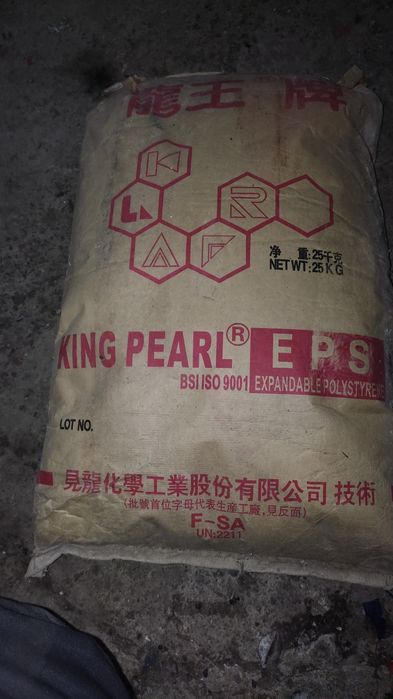 龍王牌
K
L R
A F
净 重:25千克
NET WT:25KG
KING PEARL® EPS
BSI ISO 9001 EXPANDABLE POLYSTYRENE
LOT NO.
見龍化學工業股份有限公司 技術
(批號首位字母代表生産工廠,見反面)
F-SA
UN:2211